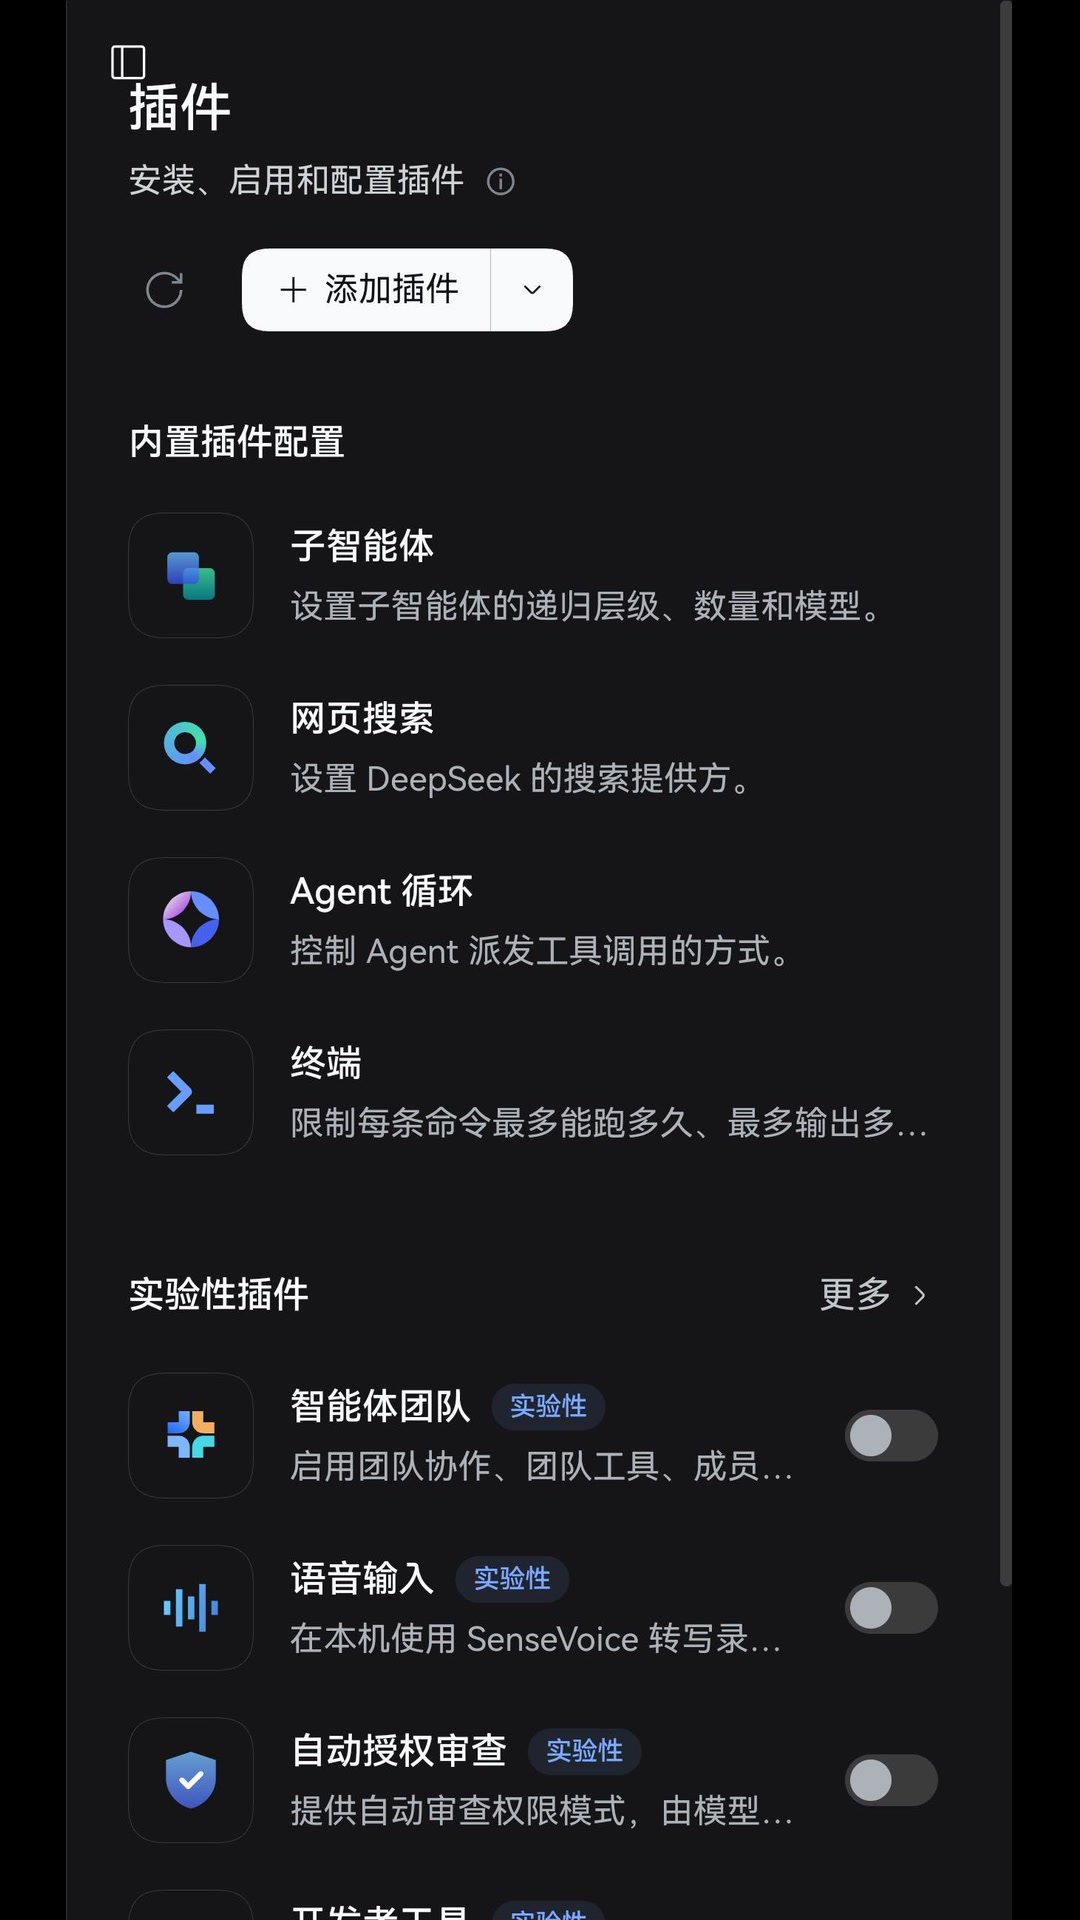 插件
安装、启用和配置插件
添加插件
内置插件配置
子智能体
设置子智能体的递归层级、数量和模型。
网页搜索
设置 DeepSeek 的搜索提供方。
Agent 循环
控制 Agent 派发工具调用的方式。
终端
限制每条命令最多能跑多久、最多输出多...
实验性插件 更多
智能体团队 实验性
启用团队协作、团队工具、成员...
语音输入 实验性
在本机使用 SenseVoice 转写录...
自动授权审查 实验性
提供自动审查权限模式，由模型...
开发者工具 实验性